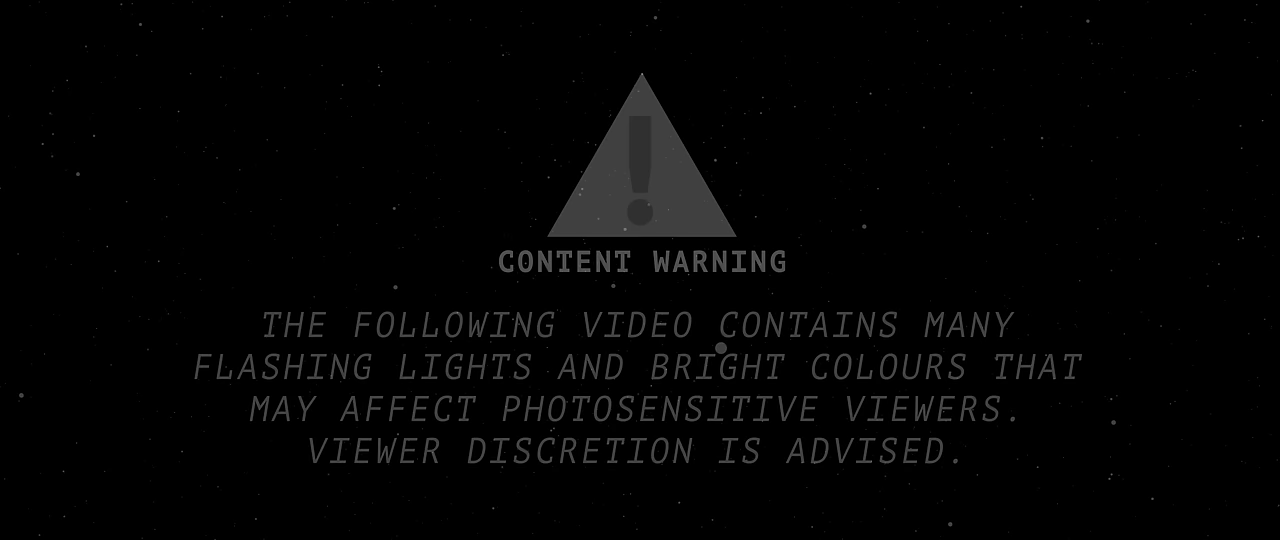 !
CONTENT WARNING
THE FOLLOWING VIDEO CONTAINS MANY
FLASHING LIGHTS AND BRIGHT COLOURS THAT
MAY AFFECT PHOTOSENSITIVE VIEWERS.
VIEWER DISCRETION IS ADVISED.